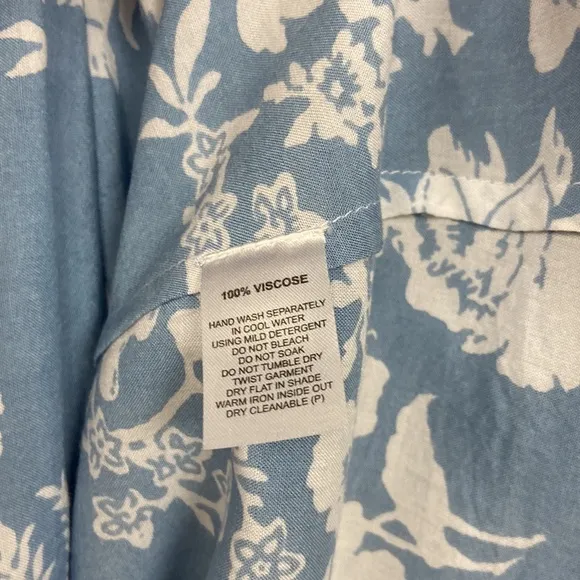 100% VISCOSE
HAND WASH SEPARATELY
IN COOL WATER
USING MILD DETERGENT
DO NOT BLEACH
DO NOT SOAK
DO NOT TUMBLE DRY
TWIST GARMENT
DRY FLAT IN SHADE
WARM IRON INSIDE OUT
DRY CLEANABLE (P)